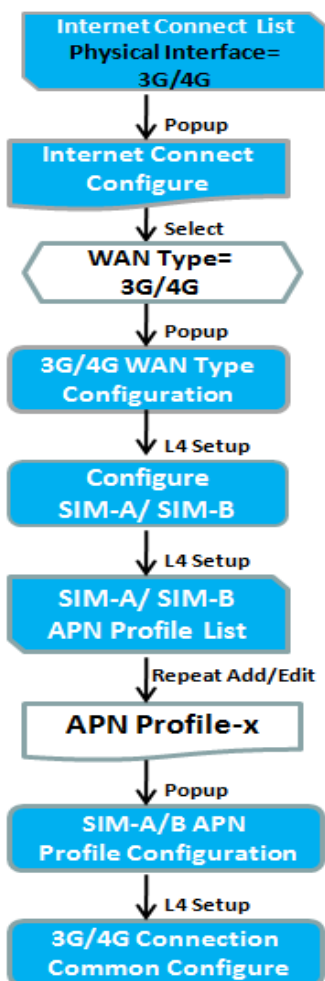 Internet Connect List
Physical Interface=
3G/4G
Popup
Internet Connect
Configure
Select
WAN Type=
3G/4G
Popup
3G/4G WAN Type
Configuration
L4 Setup
Configure
SIM-A/ SIM-B
L4 Setup
SIM-A/ SIM-B
APN Profile List
Repeat Add/Edit
APN Profile-x
Popup
SIM-A/B APN
Profile Configuration
L4 Setup
3G/4G Connection
Common Configure